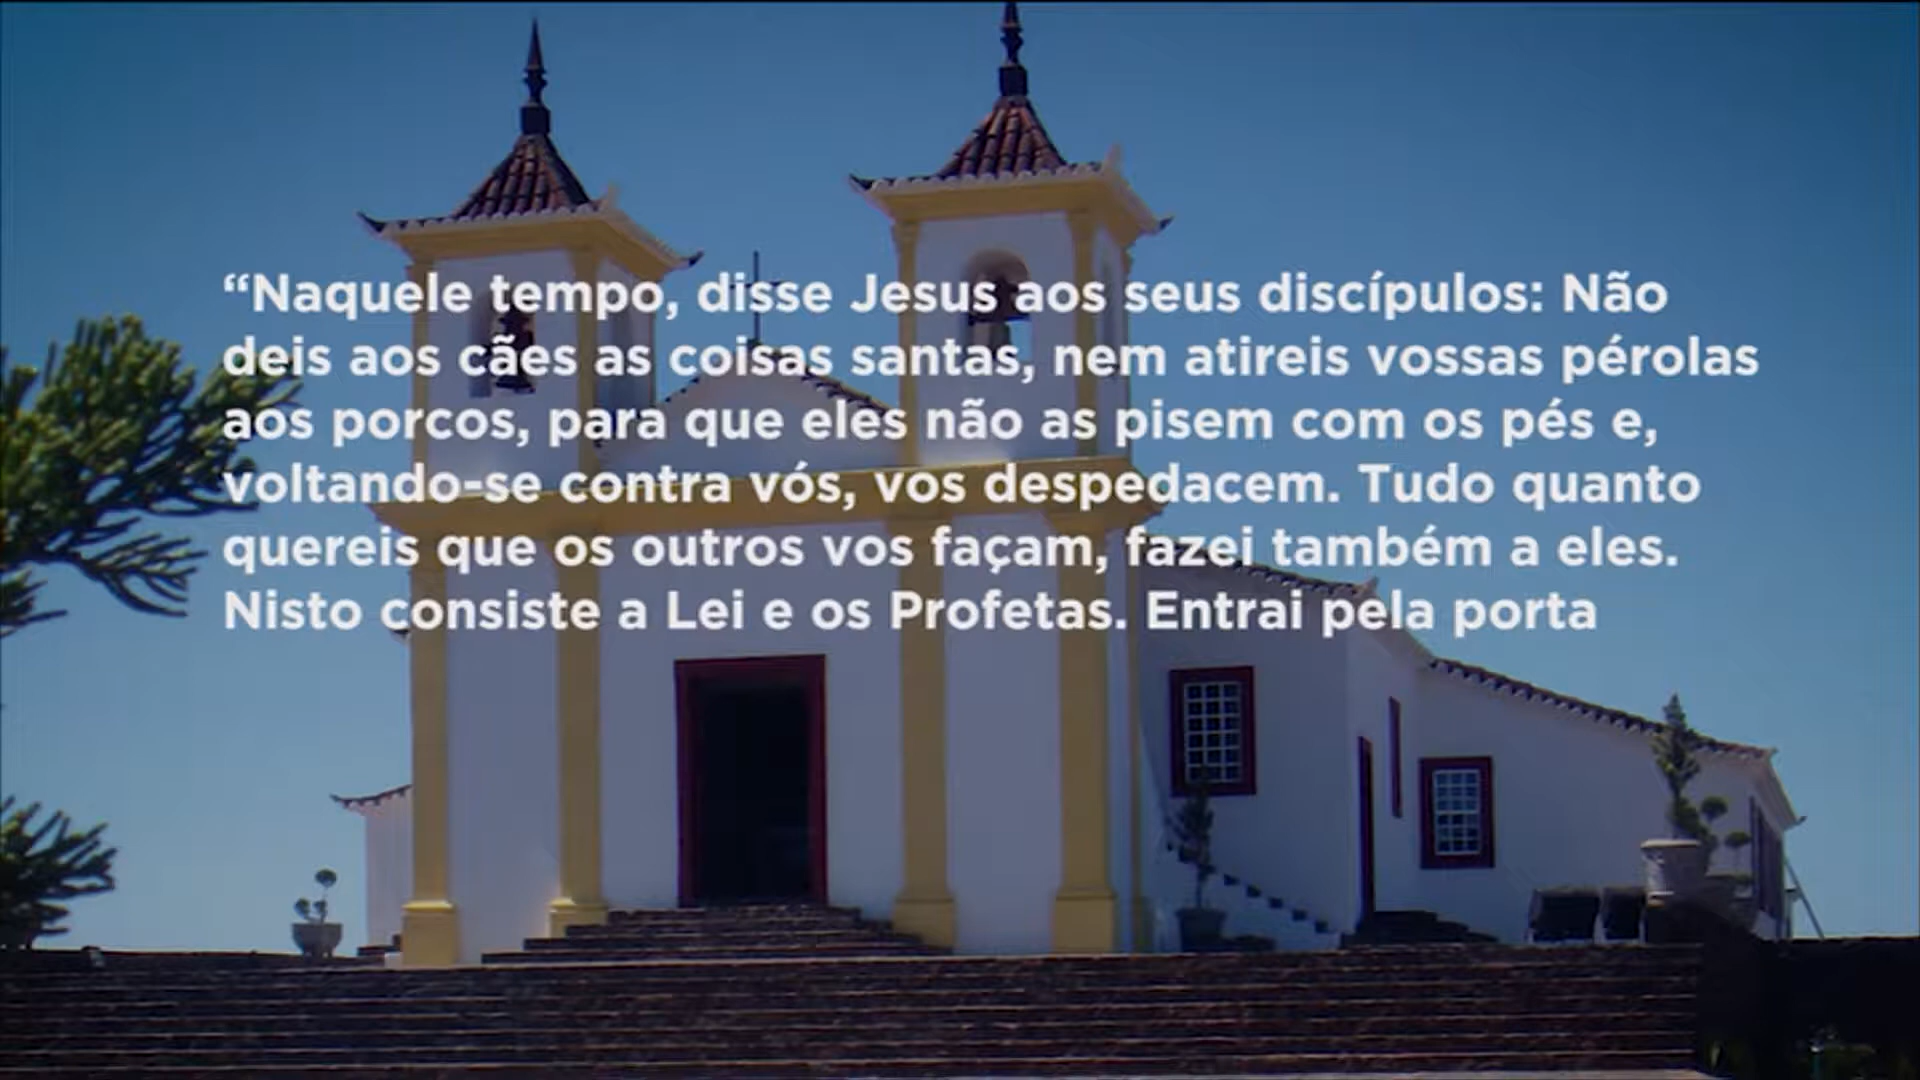 “Naquele tempo, disse Jesus aos seus discípulos: Não
deis aos cães as coisas santas, nem atireis vossas pérolas
aos porcos, para que eles não as pisem com os pés e,
voltando-se contra vós, vos despedacem. Tudo quanto
quereis que os outros vos façam, fazei também a eles.
Nisto consiste a Lei e os Profetas. Entrai pela porta